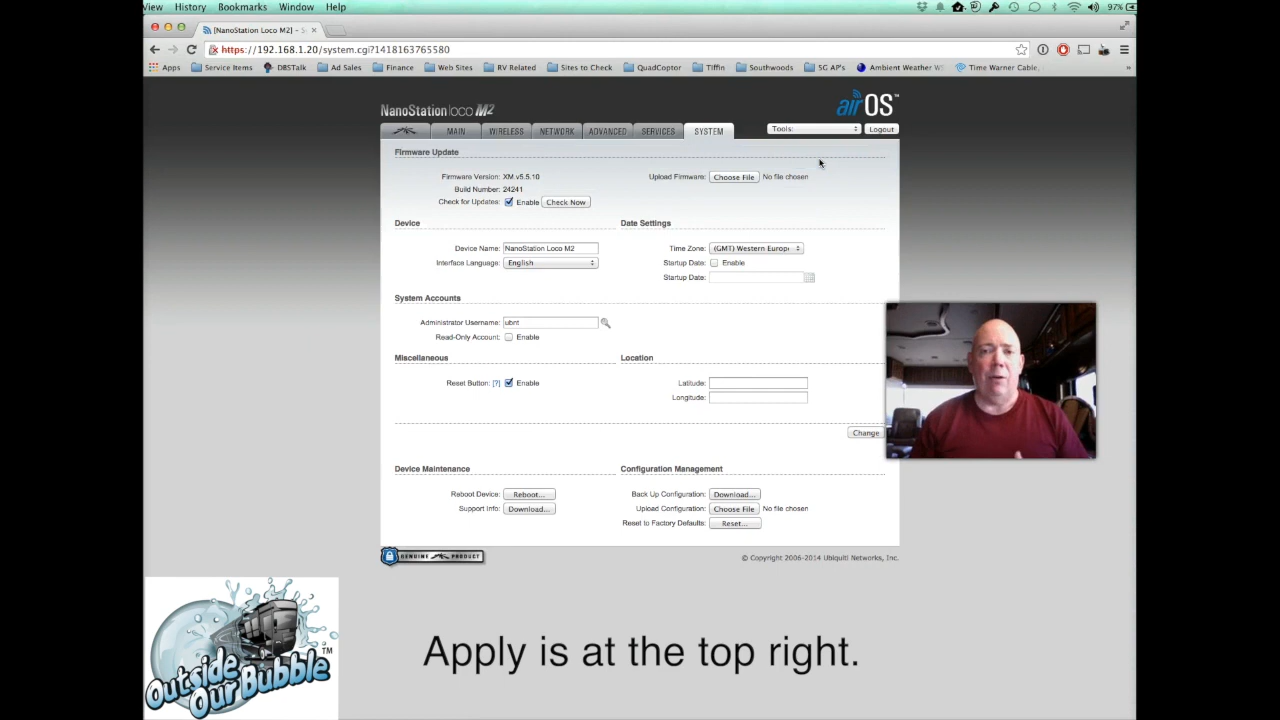 View History Bookmarks Window Help 97%
[NanoStation Loco M2] - S
https://192.168.1.20/system.cgi?1418163765580
Apps Service Items DBSTalk Ad Sales Finance Web Sites RV Related Sites to Check QuadCoptor Tiffin Southwoods 5G AP's Ambient Weather W Time Warner Cable, »
NanoStation loco M2 airOS™
MAIN WIRELESS NETWORK ADVANCED SERVICES SYSTEM Tools: Logout
Firmware Update
Firmware Version: XM.v5.5.10 Upload Firmware: Choose File No file chosen
Build Number: 24241
Check for Updates: Enable Check Now
Device Date Settings
Device Name: NanoStation Loco M2 Time Zone: (GMT) Western Europ
Interface Language: English Startup Date: Enable
Startup Date:
System Accounts
Administrator Username: ubnt
Read-Only Account: Enable
Miscellaneous Location
Reset Button: [?] Enable Latitude:
Longitude:
Change
Device Maintenance Configuration Management
Reboot Device: Reboot... Back Up Configuration: Download...
Support Info: Download... Upload Configuration: Choose File No file chosen
Reset to Factory Defaults: Reset...
GENUINE PRODUCT © Copyright 2006-2014 Ubiquiti Networks, Inc.
Outside Our Bubble™
Apply is at the top right.